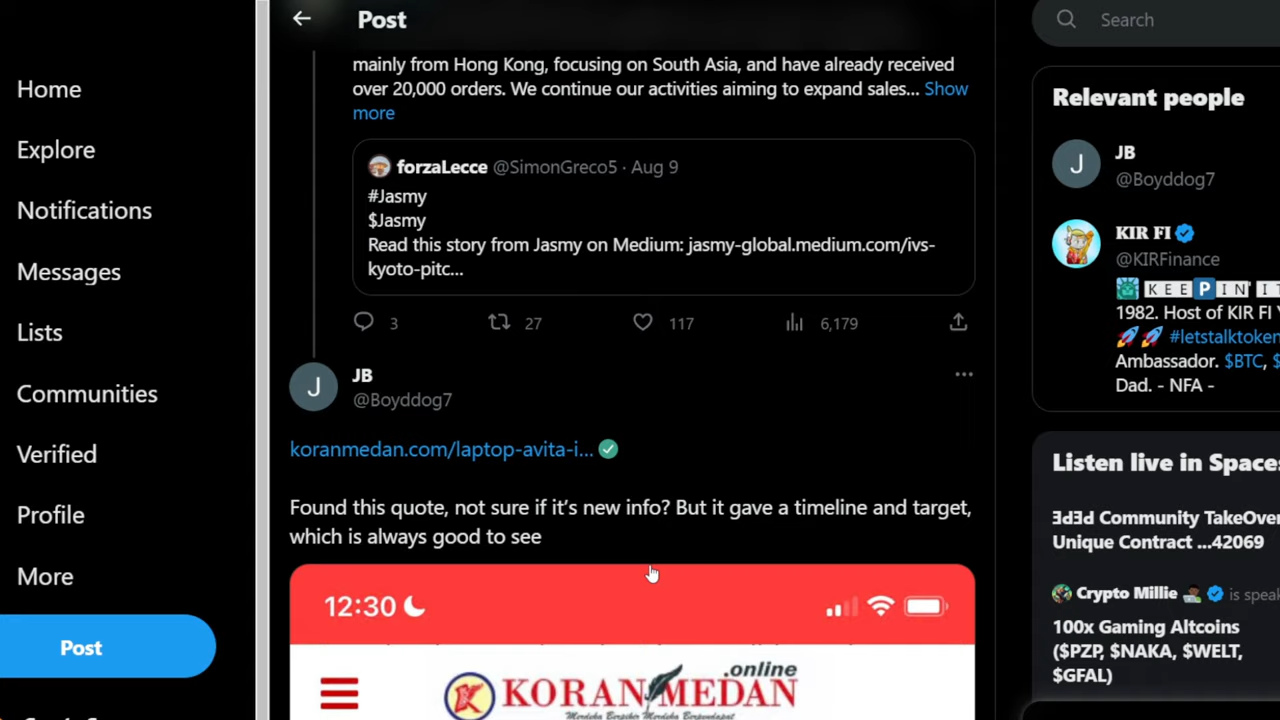 Post
Search
Home
Explore
Notifications
Messages
Lists
Communities
Verified
Profile
More
Post
mainly from Hong Kong, focusing on South Asia, and have already received
over 20,000 orders. We continue our activities aiming to expand sales... Show
more
forzaLecce @SimonGreco5 · Aug 9
#Jasmy
$Jasmy
Read this story from Jasmy on Medium: jasmy-global.medium.com/ivs-
kyoto-pitc...
3 27 117 6,179
J JB
@Boyddog7
koranmedan.com/laptop-avita-i...
Found this quote, not sure if it's new info? But it gave a timeline and target,
which is always good to see
12:30
.online
KORAN MEDAN
Merdeka Berpikir Merdeka Berpendapat
Relevant people
J JB
@Boyddog7
KIR FI
@KIRFinance
K E E P I N I T
1982. Host of KIR FI Y
#letstalktoken
Ambassador. $BTC, $
Dad. - NFA -
Listen live in Spaces
3d3d Community TakeOver
Unique Contract ...42069
Crypto Millie is speak
100x Gaming Altcoins
($PZP, $NAKA, $WELT,
$GFAL)